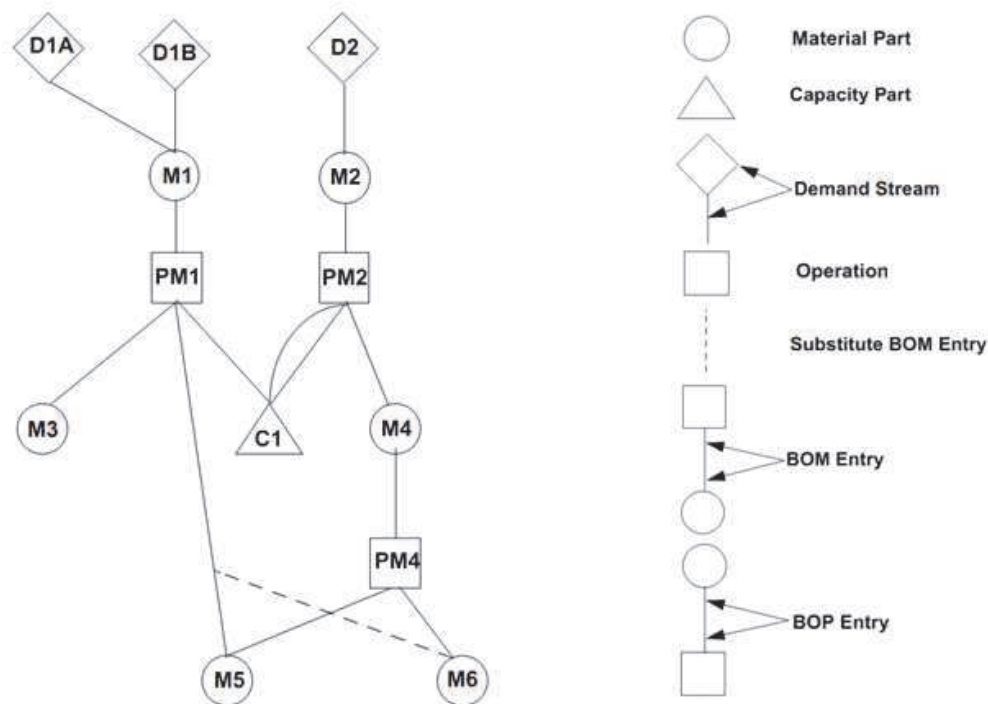 D1A
D1B
D2
M1
M2
PM1
PM2
M3
C1
M4
PM4
M5
M6
Material Part
Capacity Part
Demand Stream
Operation
Substitute BOM Entry
BOM Entry
BOP Entry